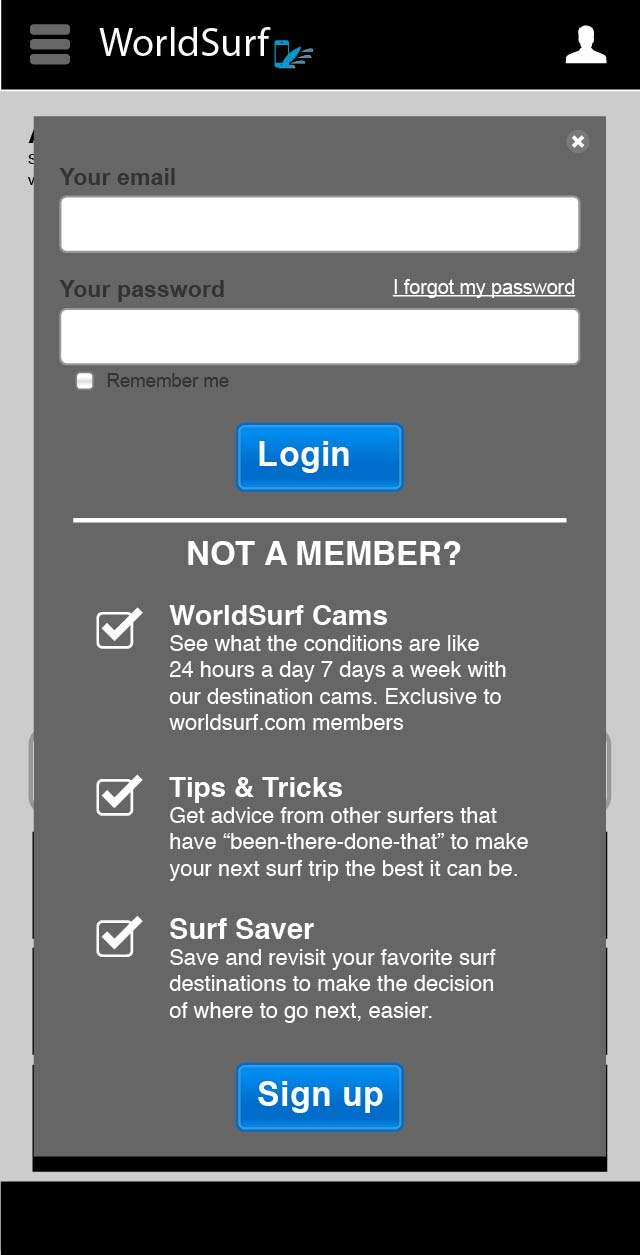 WorldSurf
Your email
Your password
I forgot my password
Remember me
Login
NOT A MEMBER?
WorldSurf Cams
See what the conditions are like
24 hours a day 7 days a week with
our destination cams. Exclusive to
worldsurf.com members
Tips & Tricks
Get advice from other surfers that
have “been-there-done-that” to make
your next surf trip the best it can be.
Surf Saver
Save and revisit your favorite surf
destinations to make the decision
of where to go next, easier.
Sign up